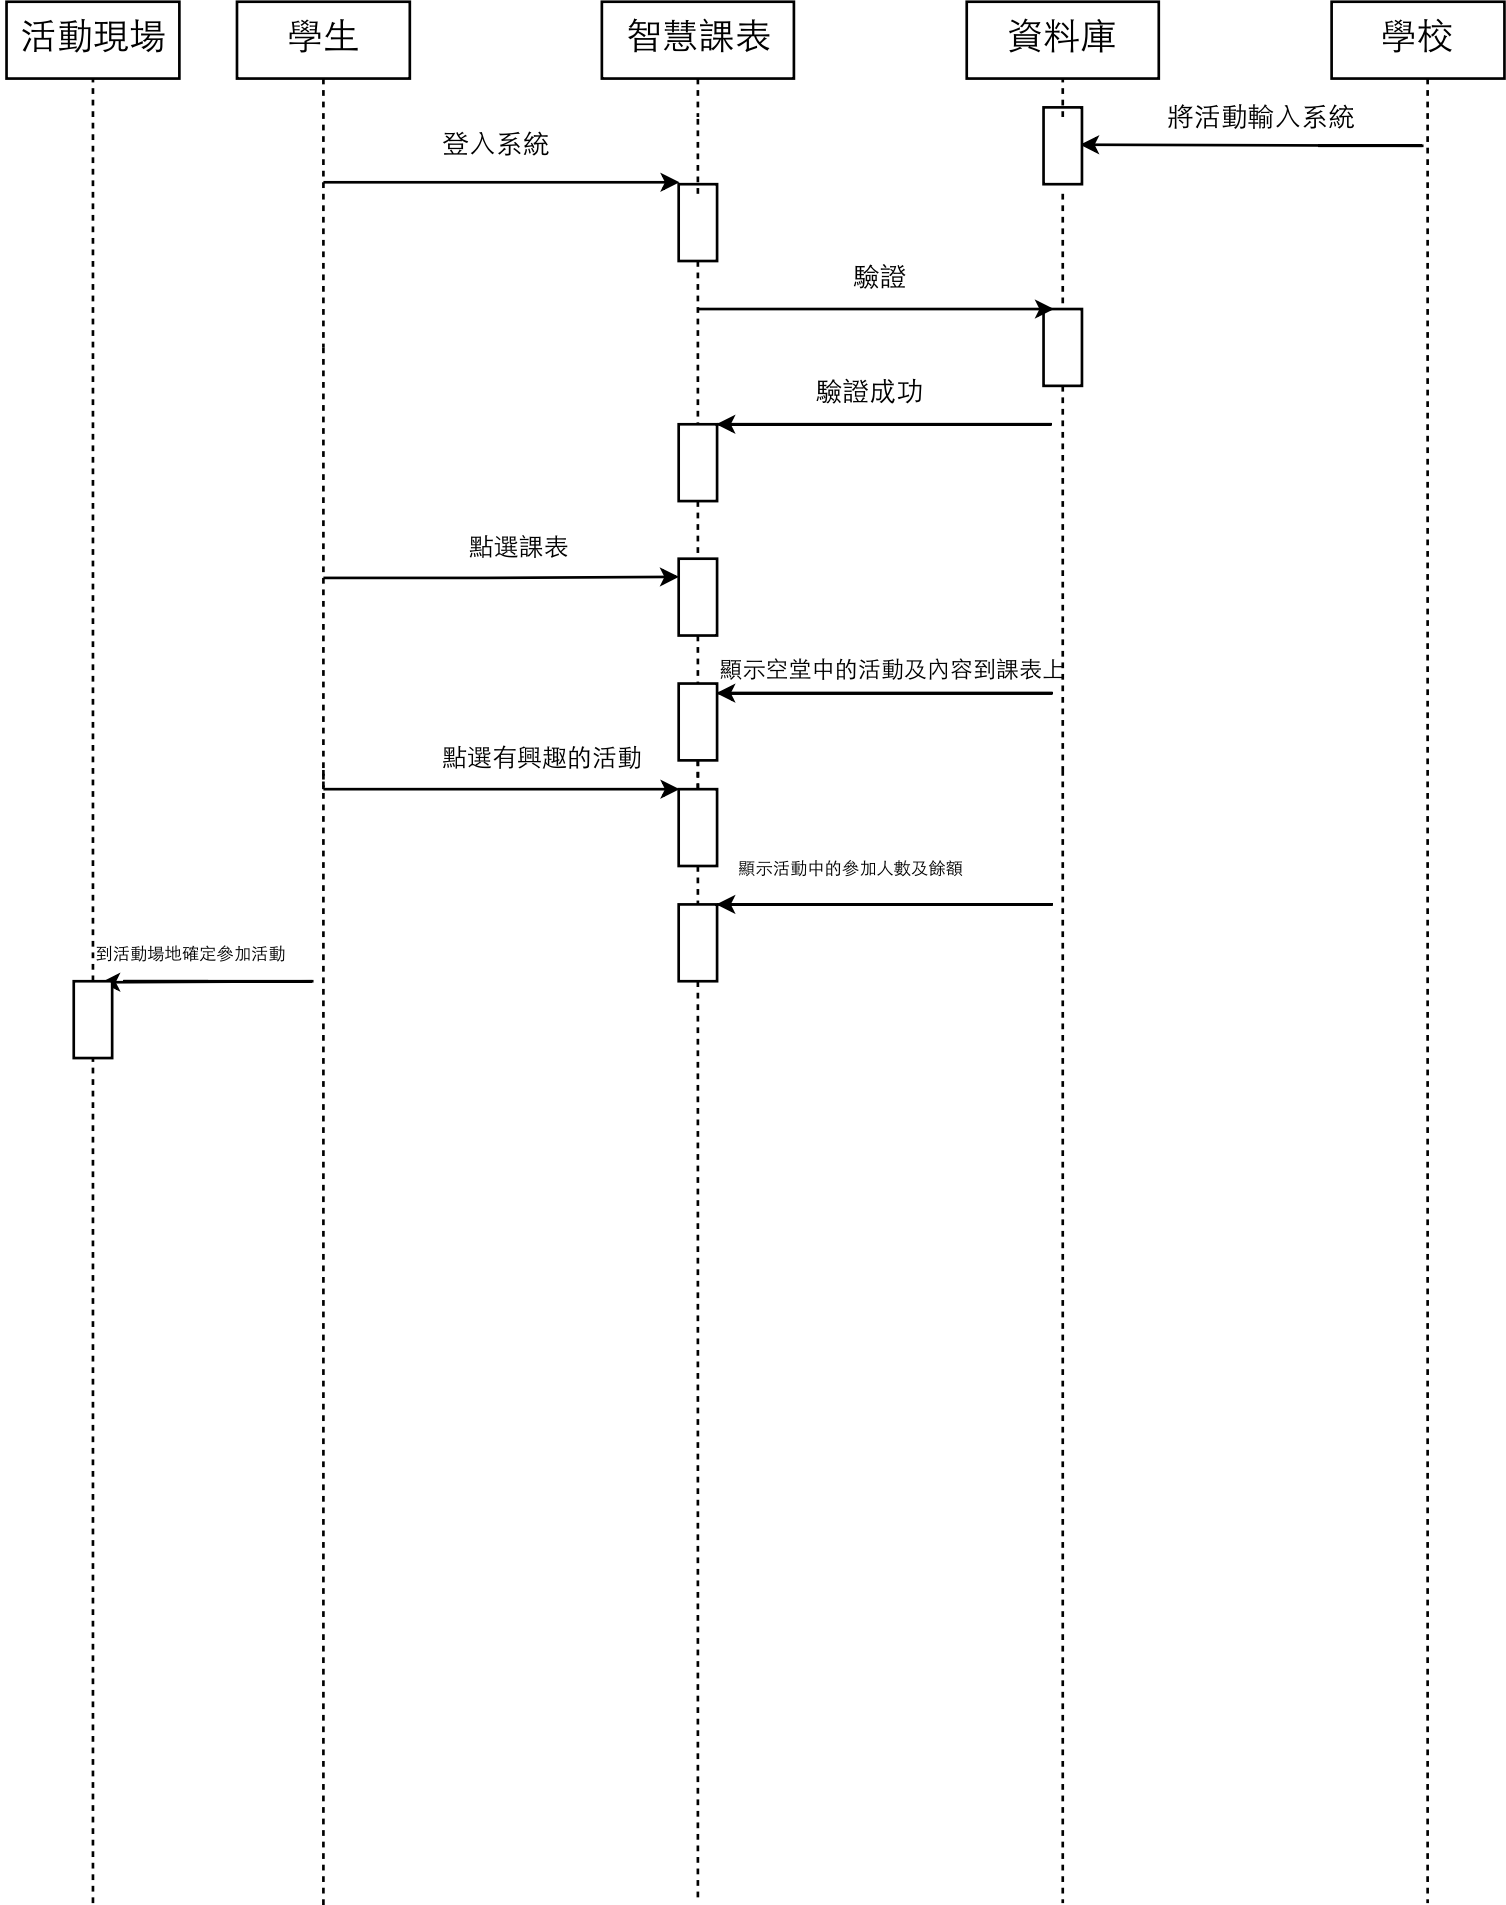 活動現場
學生
智慧課表
資料庫
學校
將活動輸入系統
登入系統
驗證
驗證成功
點選課表
顯示空堂中的活動及內容到課表上
點選有興趣的活動
顯示活動中的參加人數及餘額
到活動場地確定參加活動